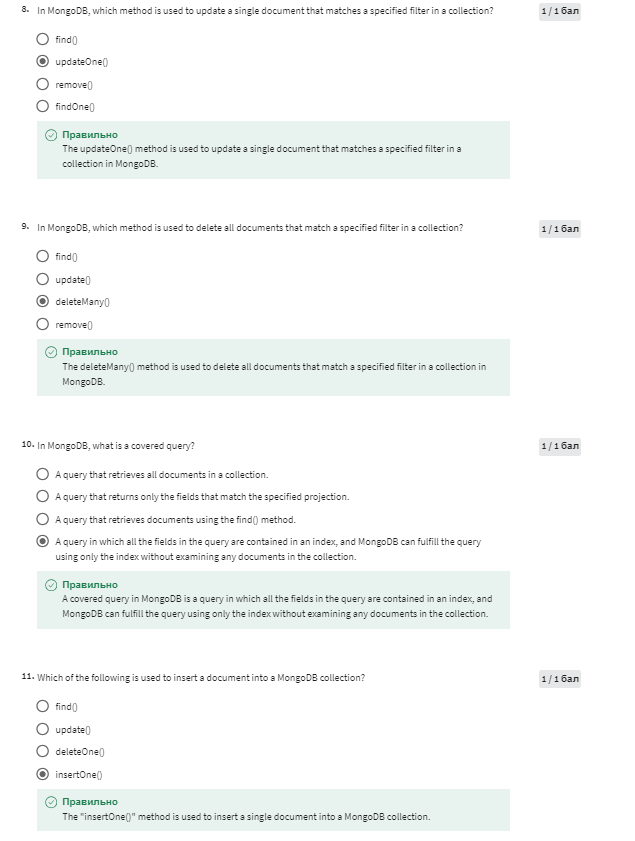 8. In MongoDB, which method is used to update a single document that matches a specified filter in a collection? 1 / 1 бал
find()
updateOne()
remove()
findOne()
Правильно
The updateOne() method is used to update a single document that matches a specified filter in a
collection in MongoDB.
9. In MongoDB, which method is used to delete all documents that match a specified filter in a collection? 1 / 1 бал
find()
update()
deleteMany()
remove()
Правильно
The deleteMany() method is used to delete all documents that match a specified filter in a collection in
MongoDB.
10. In MongoDB, what is a covered query? 1 / 1 бал
A query that retrieves all documents in a collection.
A query that returns only the fields that match the specified projection.
A query that retrieves documents using the find() method.
A query in which all the fields in the query are contained in an index, and MongoDB can fulfill the query
using only the index without examining any documents in the collection.
Правильно
A covered query in MongoDB is a query in which all the fields in the query are contained in an index, and
MongoDB can fulfill the query using only the index without examining any documents in the collection.
11. Which of the following is used to insert a document into a MongoDB collection? 1 / 1 бал
find()
update()
deleteOne()
insertOne()
Правильно
The "insertOne()" method is used to insert a single document into a MongoDB collection.